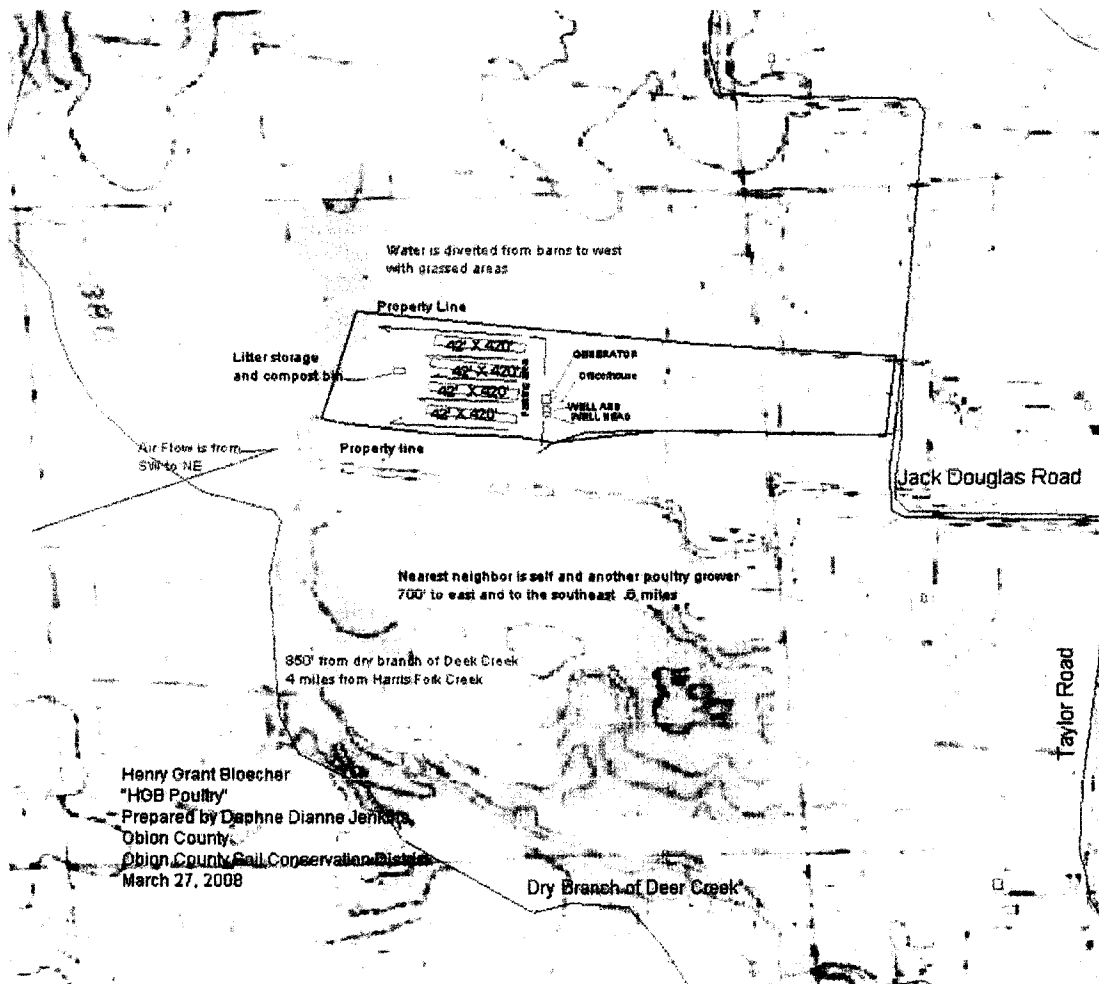 Water is diverted from barns to west
with grassed areas
Property Line
42' X 420'
42' X 420'
42' X 420'
42' X 420'
GENERATOR
WELL AND
WELL HEAD
Litter storage
and compost bin
Air Flow is from
SW to NE
Property line
Jack Douglas Road
Nearest neighbor is self and another poultry grower
700' to east and to the southeast .6 miles
850' from dry branch of Deek Creek
4 miles from Harris Fork Creek
Taylor Road
Henry Grant Bloecher
"HGB Poultry"
Prepared by Daphne Dianne
Obion County
Obion County Soil Conservation District
March 27, 2008
Dry Branch of Deer Creek